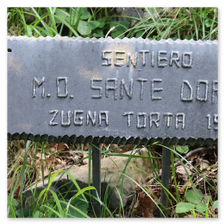 SENTIERO
M.O. SANTE
ZUGNA TORTA